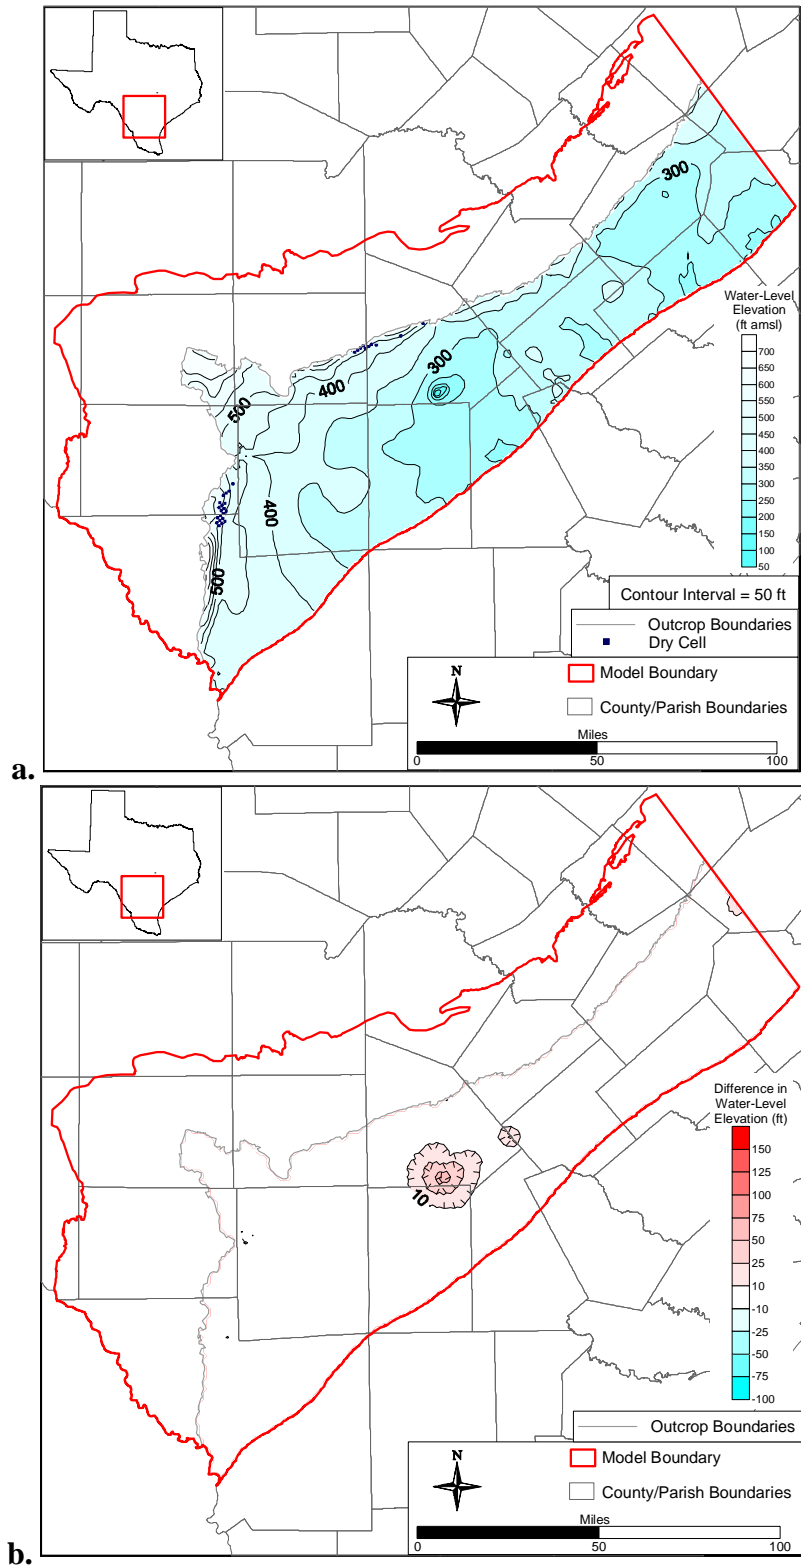 300
300
400
500
400
500
Water-Level
Elevation
(ft amsl)
700
650
600
550
500
450
400
350
300
250
200
150
100
50
Contour Interval = 50 ft
Outcrop Boundaries
Dry Cell
N
Model Boundary
County/Parish Boundaries
Miles
0 50 100
a.
10
Difference in
Water-Level
Elevation (ft)
150
125
100
75
50
25
10
-10
-25
-50
-75
-100
Outcrop Boundaries
N
Model Boundary
County/Parish Boundaries
Miles
0 50 100
b.